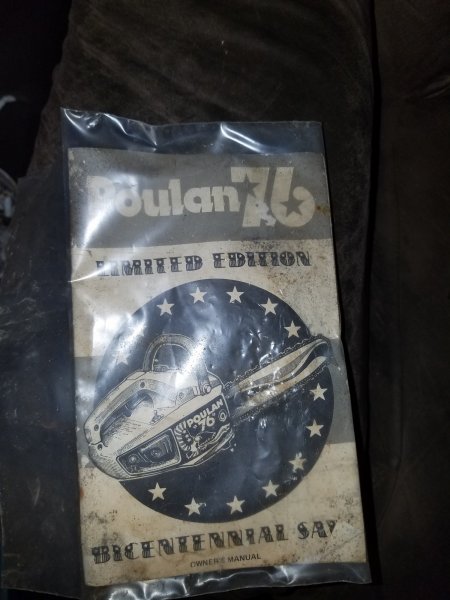 Poulan 76
LIMITED EDITION
POULAN
76
BICENTENNIAL SAW
OWNER'S MANUAL